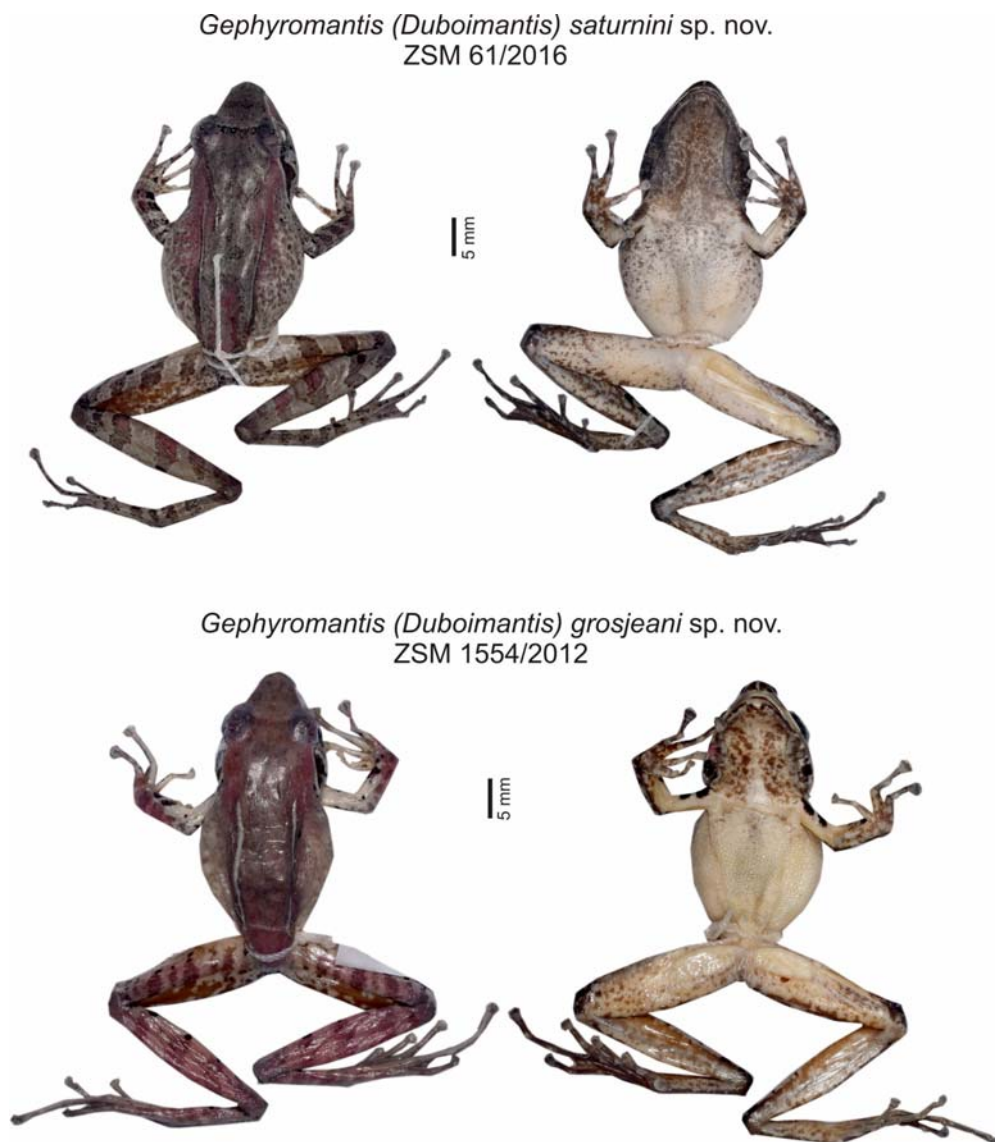 Gephyromantis (Duboimantis) saturnini sp. nov.
ZSM 61/2016
5 mm
Gephyromantis (Duboimantis) grosjeani sp. nov.
ZSM 1554/2012
5 mm